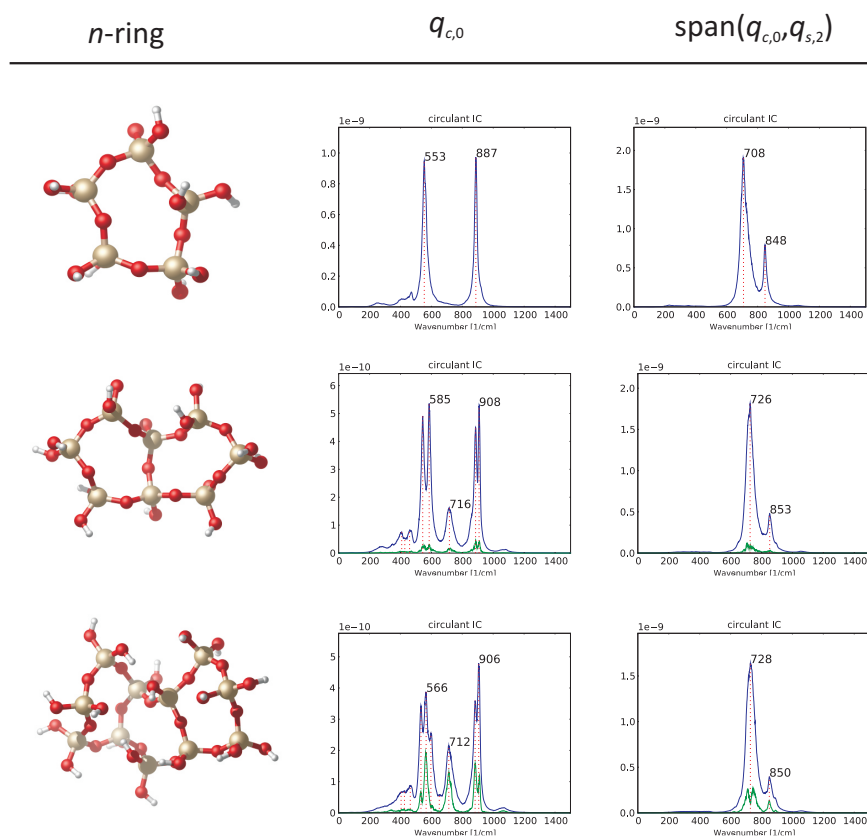 n-ring q_{c,0} span(q_{c,0},q_{s,2})
circulant IC
1e−9
553
887
1.0
0.8
0.6
0.4
0.2
0.0
0 200 400 600 800 1000 1200 1400
Wavenumber [1/cm]
circulant IC
1e−9
708
848
2.0
1.5
1.0
0.5
0.0
0 200 400 600 800 1000 1200 1400
Wavenumber [1/cm]
circulant IC
1e−10
585
908
716
6
5
4
3
2
1
0
0 200 400 600 800 1000 1200 1400
Wavenumber [1/cm]
circulant IC
1e−9
726
853
2.0
1.5
1.0
0.5
0.0
0 200 400 600 800 1000 1200 1400
Wavenumber [1/cm]
circulant IC
1e−10
566
906
712
5
4
3
2
1
0
0 200 400 600 800 1000 1200 1400
Wavenumber [1/cm]
circulant IC
1e−9
728
850
1.5
1.0
0.5
0.0
0 200 400 600 800 1000 1200 1400
Wavenumber [1/cm]